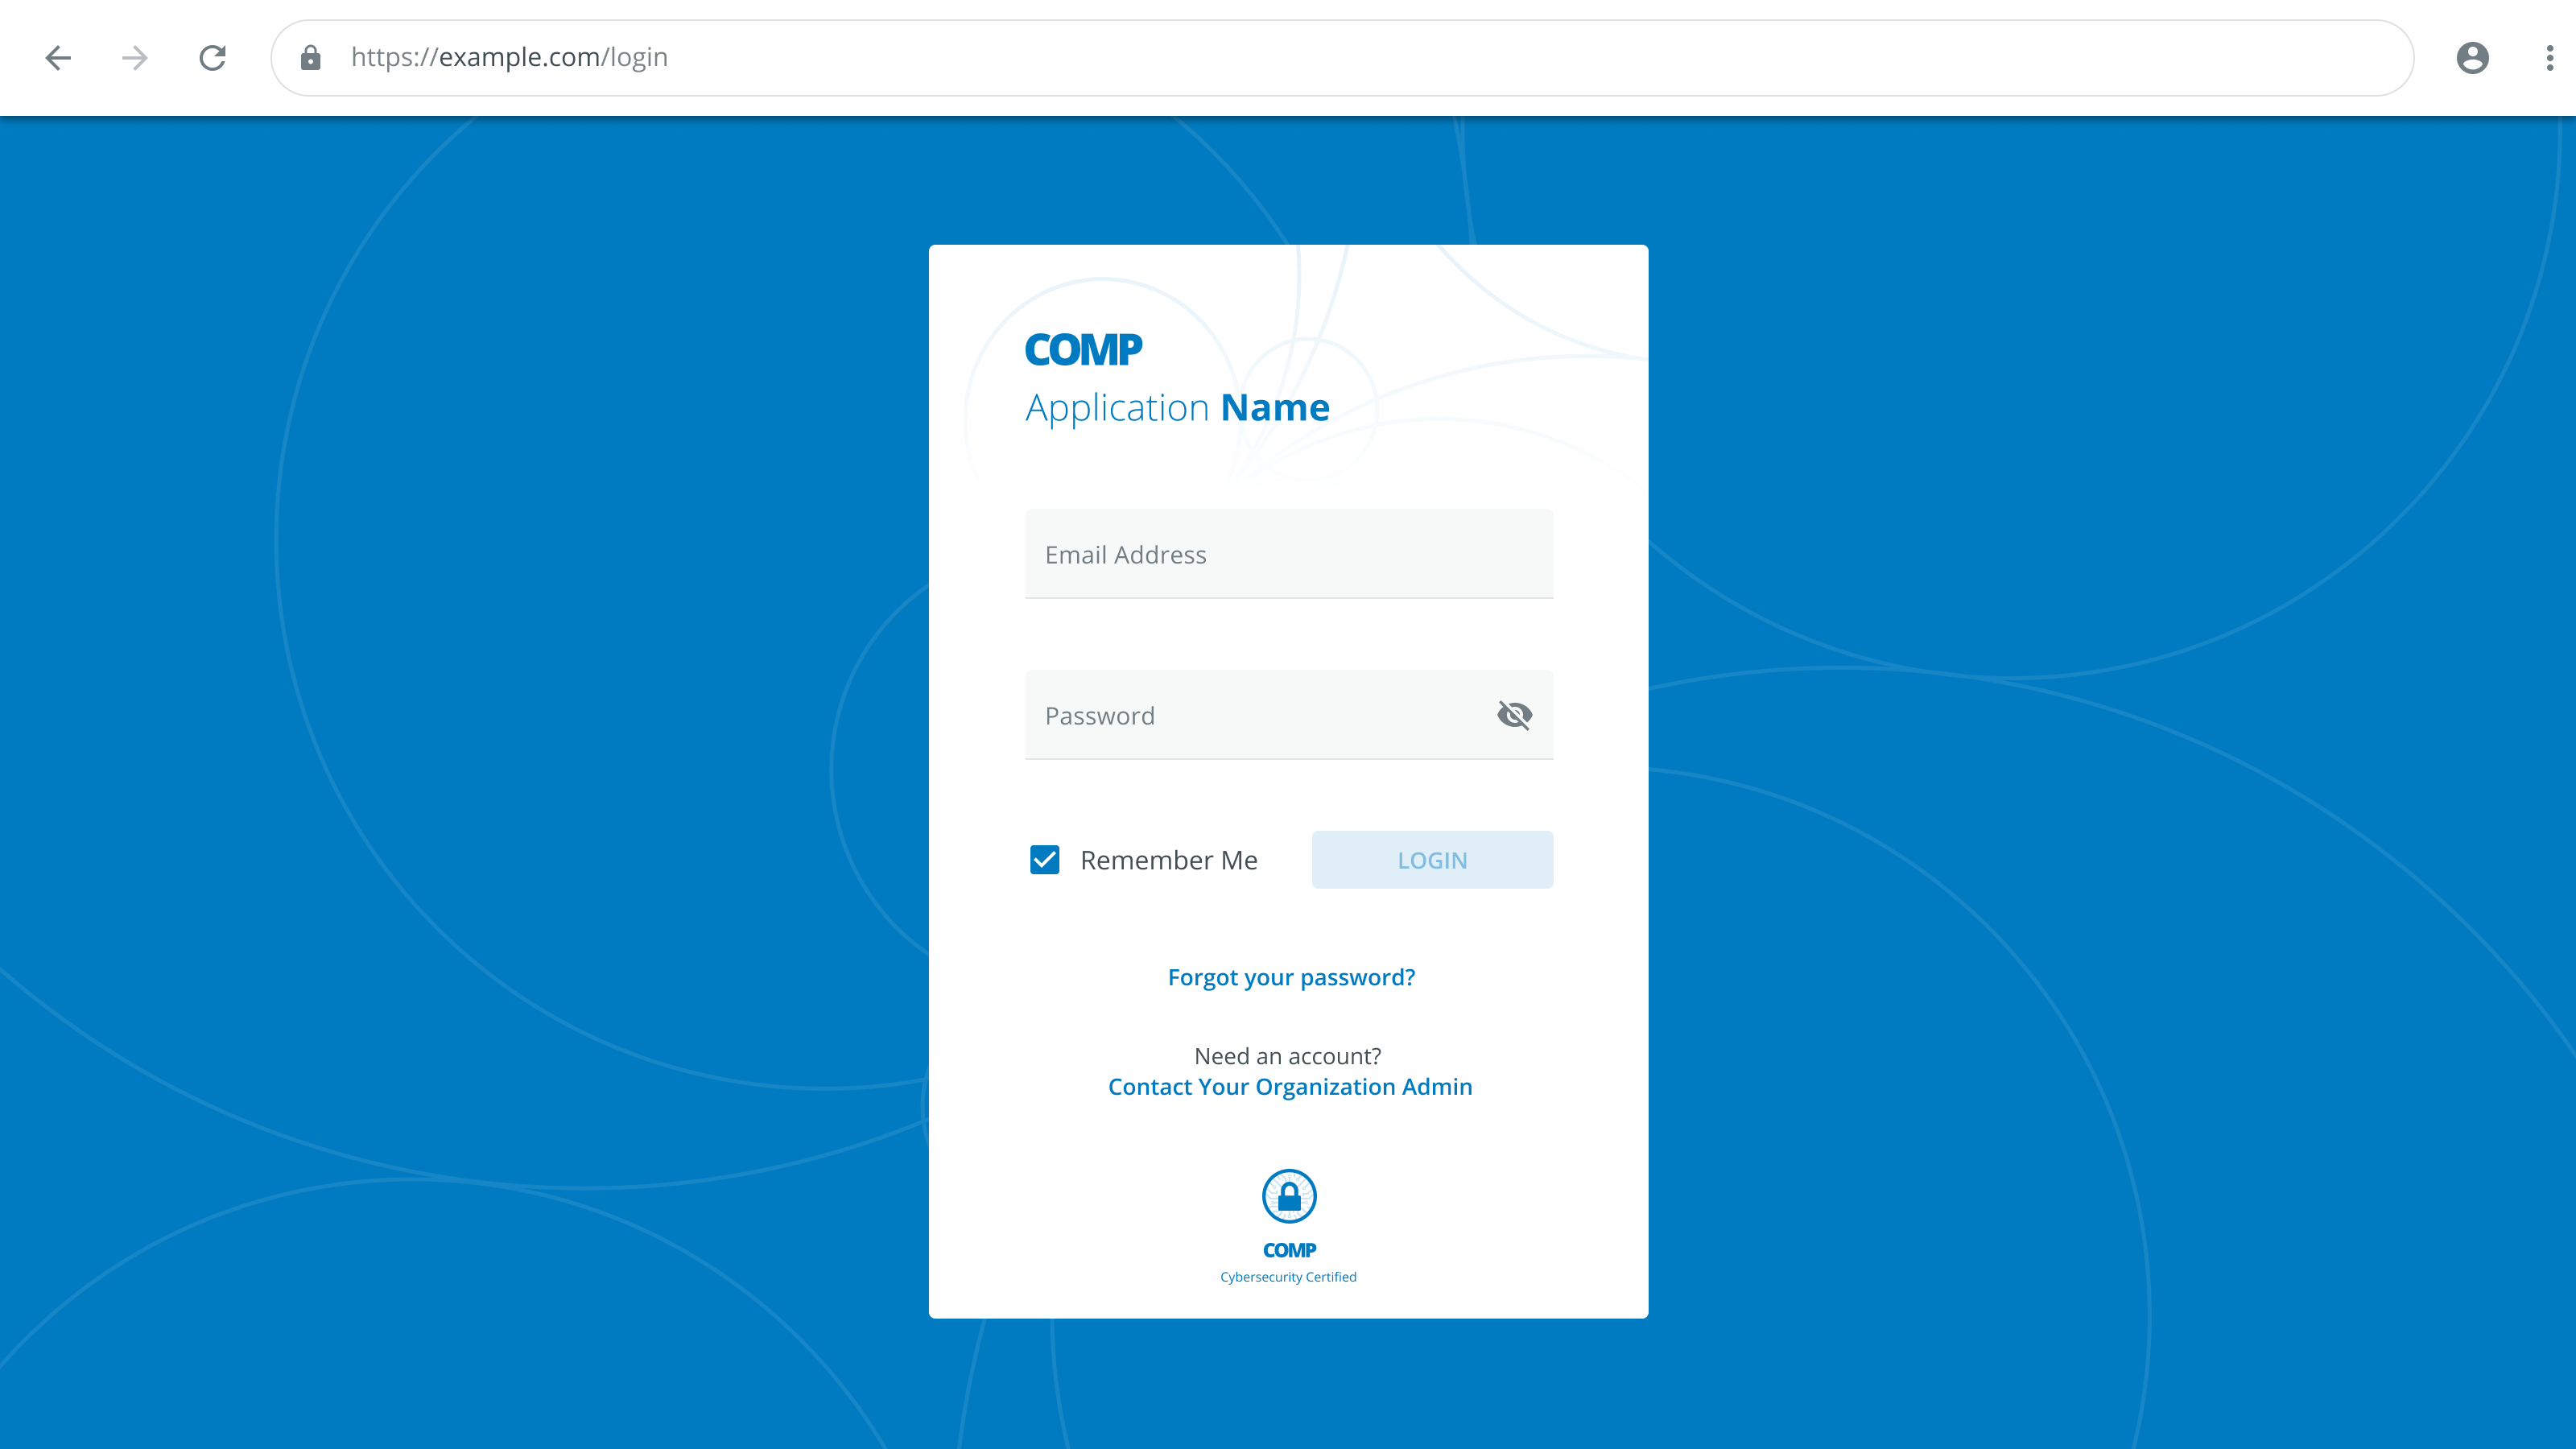 https://example.com/login
COMP
Application Name
Email Address
Password
Remember Me
LOGIN
Forgot your password?
Need an account?
Contact Your Organization Admin
COMP
Cybersecurity Certified